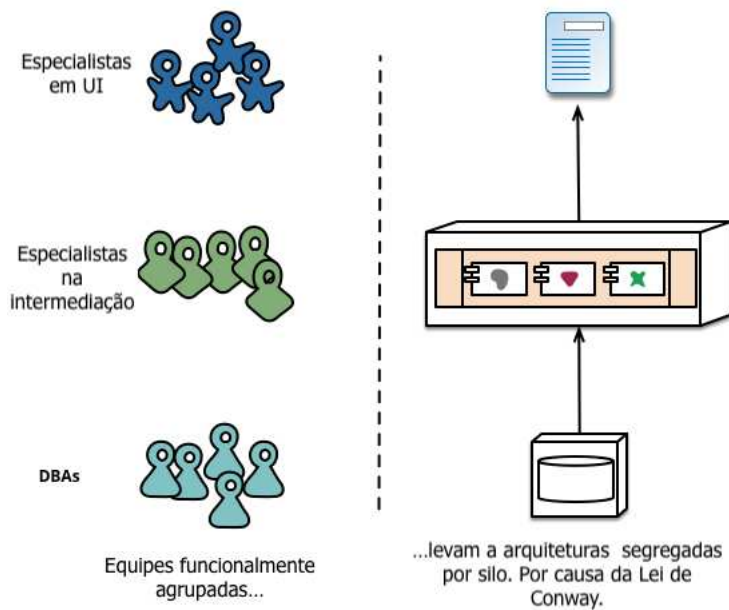 Especialistas
em UI
Especialistas
na
intermediação
DBAs
Equipes funcionalmente
agrupadas...
...levam a arquiteturas segregadas
por silo. Por causa da Lei de
Conway.